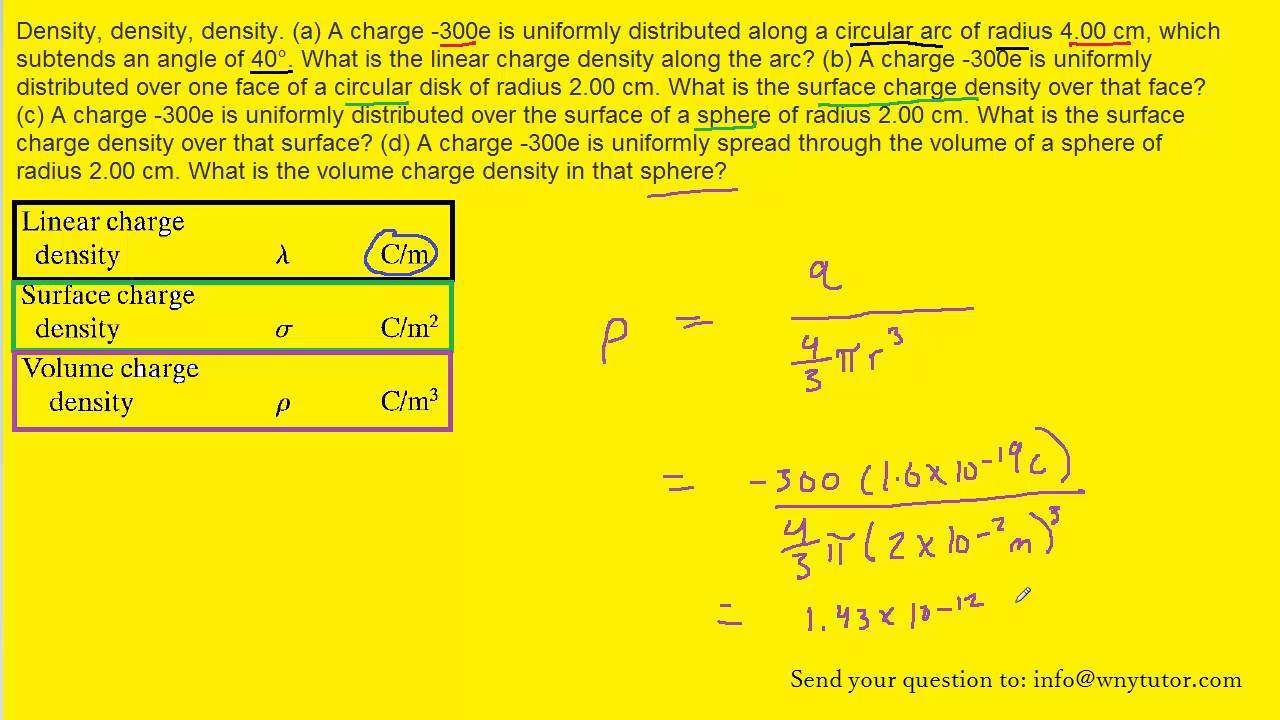 Density, density, density. (a) A charge -300e is uniformly distributed along a circular arc of radius 4.00 cm, which
subtends an angle of 40°. What is the linear charge density along the arc? (b) A charge -300e is uniformly
distributed over one face of a circular disk of radius 2.00 cm. What is the surface charge density over that face?
(c) A charge -300e is uniformly distributed over the surface of a sphere of radius 2.00 cm. What is the surface
charge density over that surface? (d) A charge -300e is uniformly spread through the volume of a sphere of
radius 2.00 cm. What is the volume charge density in that sphere?
Linear charge
density λ C/m
Surface charge
density σ C/m²
Volume charge
density ρ C/m³
ρ = q / (4/3 π r³)
= -300 (1.6 x 10⁻¹⁹ C) / (4/3 π (2 x 10⁻² m)³)
= 1.43 x 10⁻¹²
Send your question to: info@wnytutor.com